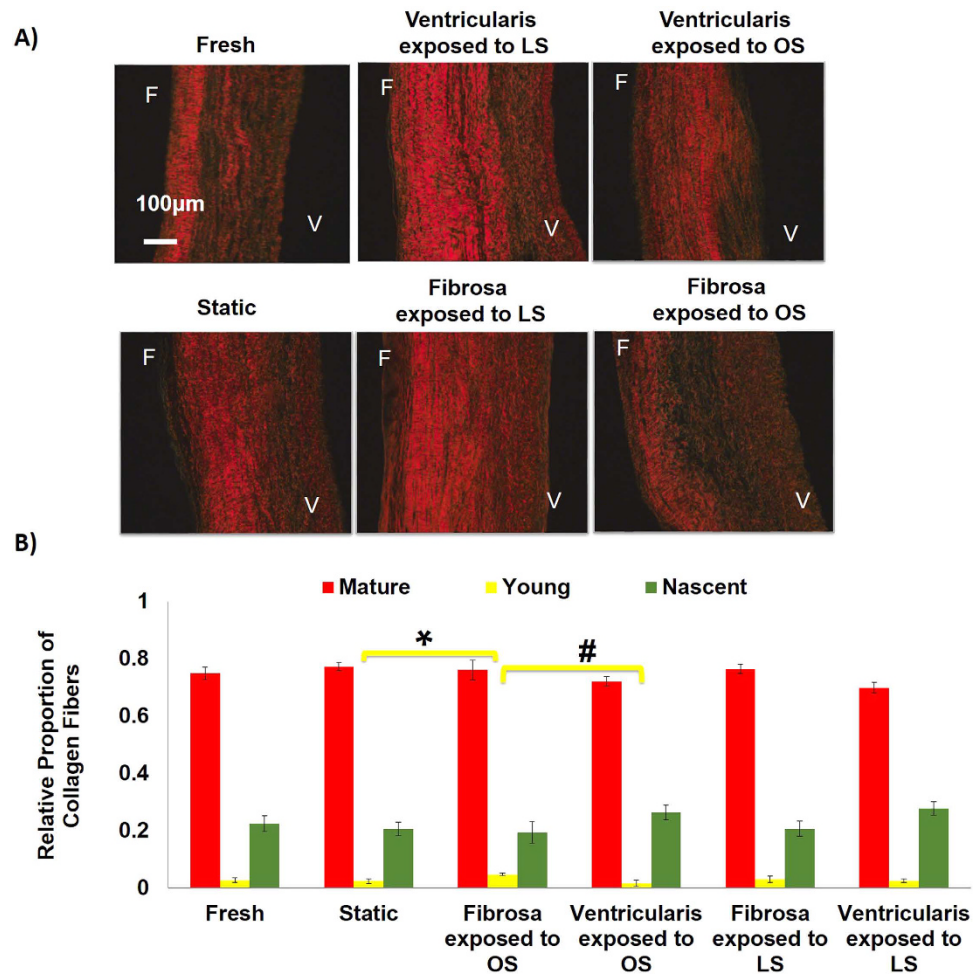 A)
Fresh
Ventricularis
exposed to LS
Ventricularis
exposed to OS
F
100µm
V
F
V
F
V
Static
Fibrosa
exposed to LS
Fibrosa
exposed to OS
F
V
F
V
F
V
B)
Mature
Young
Nascent
Relative Proportion of
Collagen Fibers
1
0.8
0.6
0.4
0.2
0
*
#
Fresh
Static
Fibrosa
exposed to
OS
Ventricularis
exposed to
OS
Fibrosa
exposed to
LS
Ventricularis
exposed to
LS